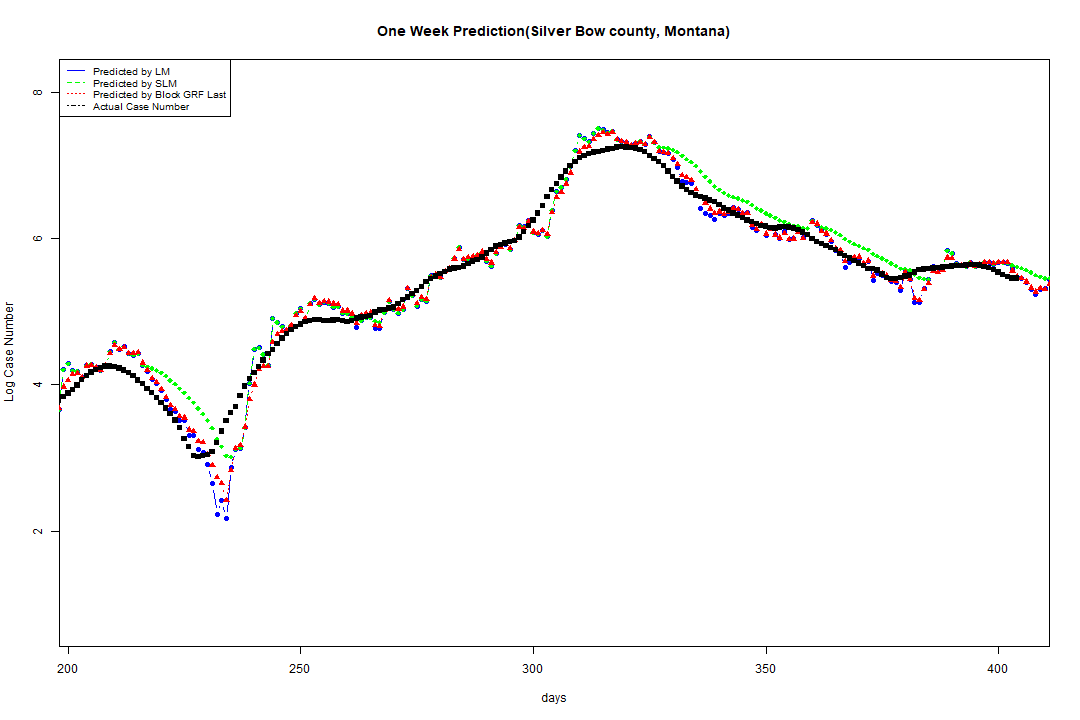 One Week Prediction(Silver Bow county, Montana)
Predicted by LM
Predicted by SLM
Predicted by Block GRF Last
Actual Case Number
8
6
4
2
Log Case Number
200 250 300 350 400
days